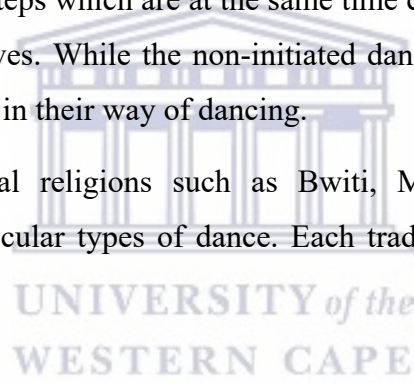 steps which are at the same time
ves. While the non-initiated dan
in their way of dancing.
al religions such as Bwiti, M
cular types of dance. Each trad
UNIVERSITY of the
WESTERN CAPE